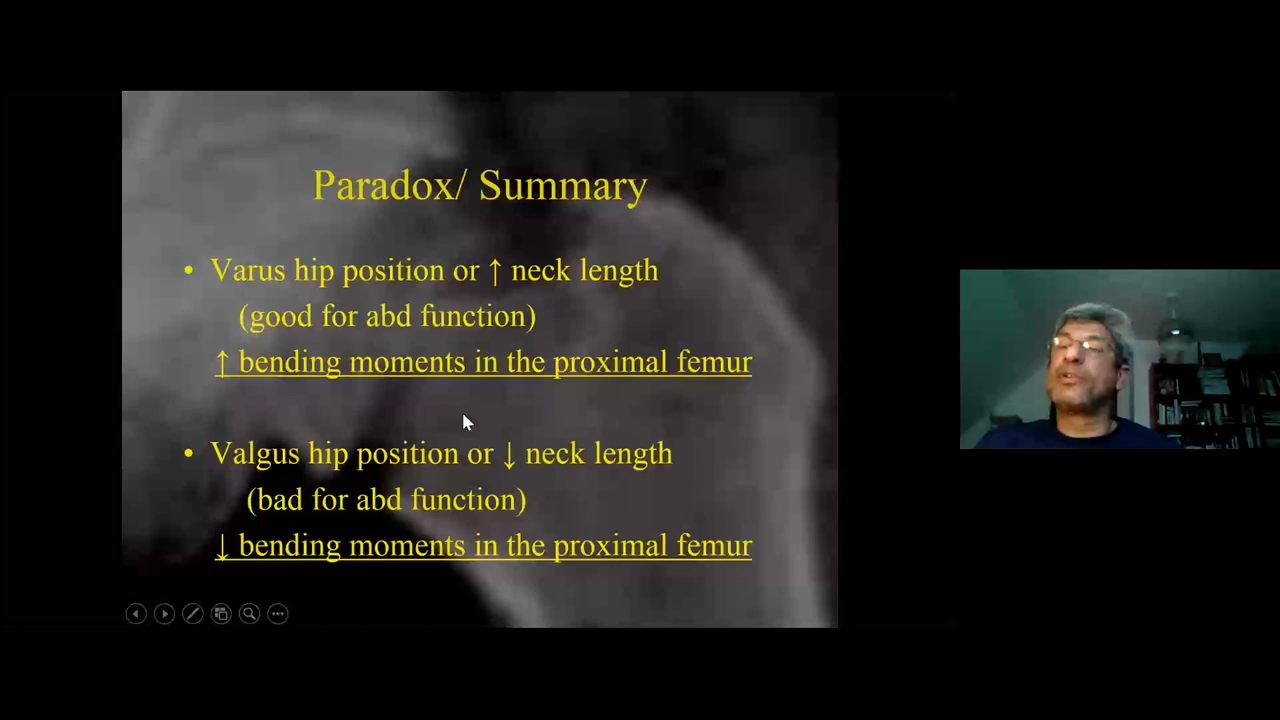 Paradox/ Summary
• Varus hip position or ↑ neck length
(good for abd function)
↑ bending moments in the proximal femur
• Valgus hip position or ↓ neck length
(bad for abd function)
↓ bending moments in the proximal femur